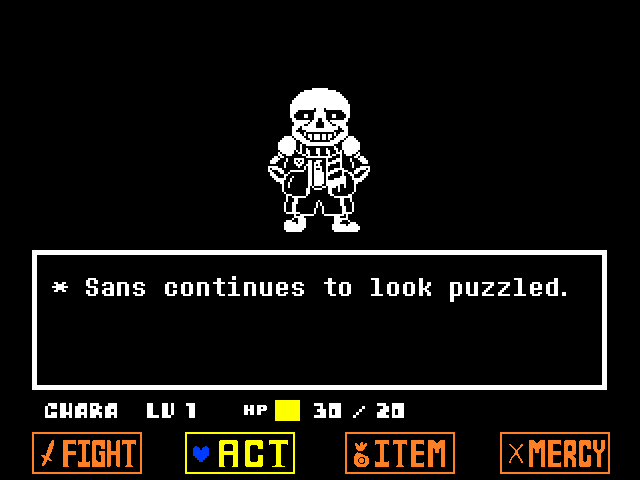 * Sans continues to look puzzled.
CHARA LV 1 HP 30 / 20
FIGHT ACT ITEM MERCY